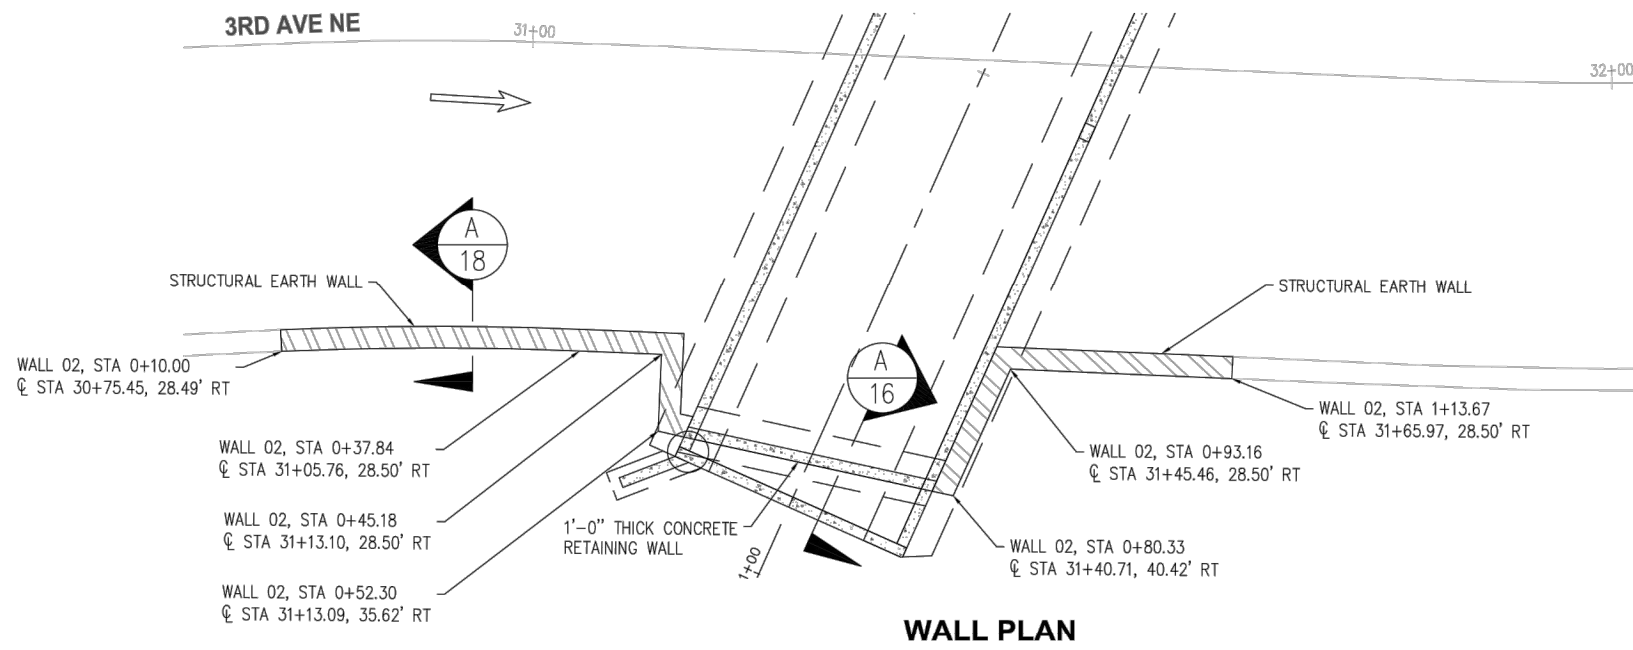 3RD AVE NE
31+00
32+00
A
18
STRUCTURAL EARTH WALL
STRUCTURAL EARTH WALL
WALL 02, STA 0+10.00
℄ STA 30+75.45, 28.49' RT
A
16
WALL 02, STA 1+13.67
℄ STA 31+65.97, 28.50' RT
WALL 02, STA 0+37.84
℄ STA 31+05.76, 28.50' RT
WALL 02, STA 0+93.16
℄ STA 31+45.46, 28.50' RT
WALL 02, STA 0+45.18
℄ STA 31+13.10, 28.50' RT
1'-0" THICK CONCRETE
RETAINING WALL
1+00
WALL 02, STA 0+80.33
℄ STA 31+40.71, 40.42' RT
WALL 02, STA 0+52.30
℄ STA 31+13.09, 35.62' RT
WALL PLAN